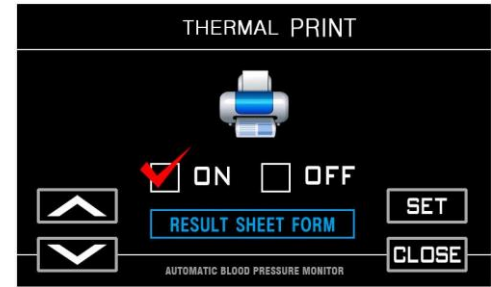 THERMAL PRINT
ON OFF
SET
RESULT SHEET FORM
CLOSE
AUTOMATIC BLOOD PRESSURE MONITOR